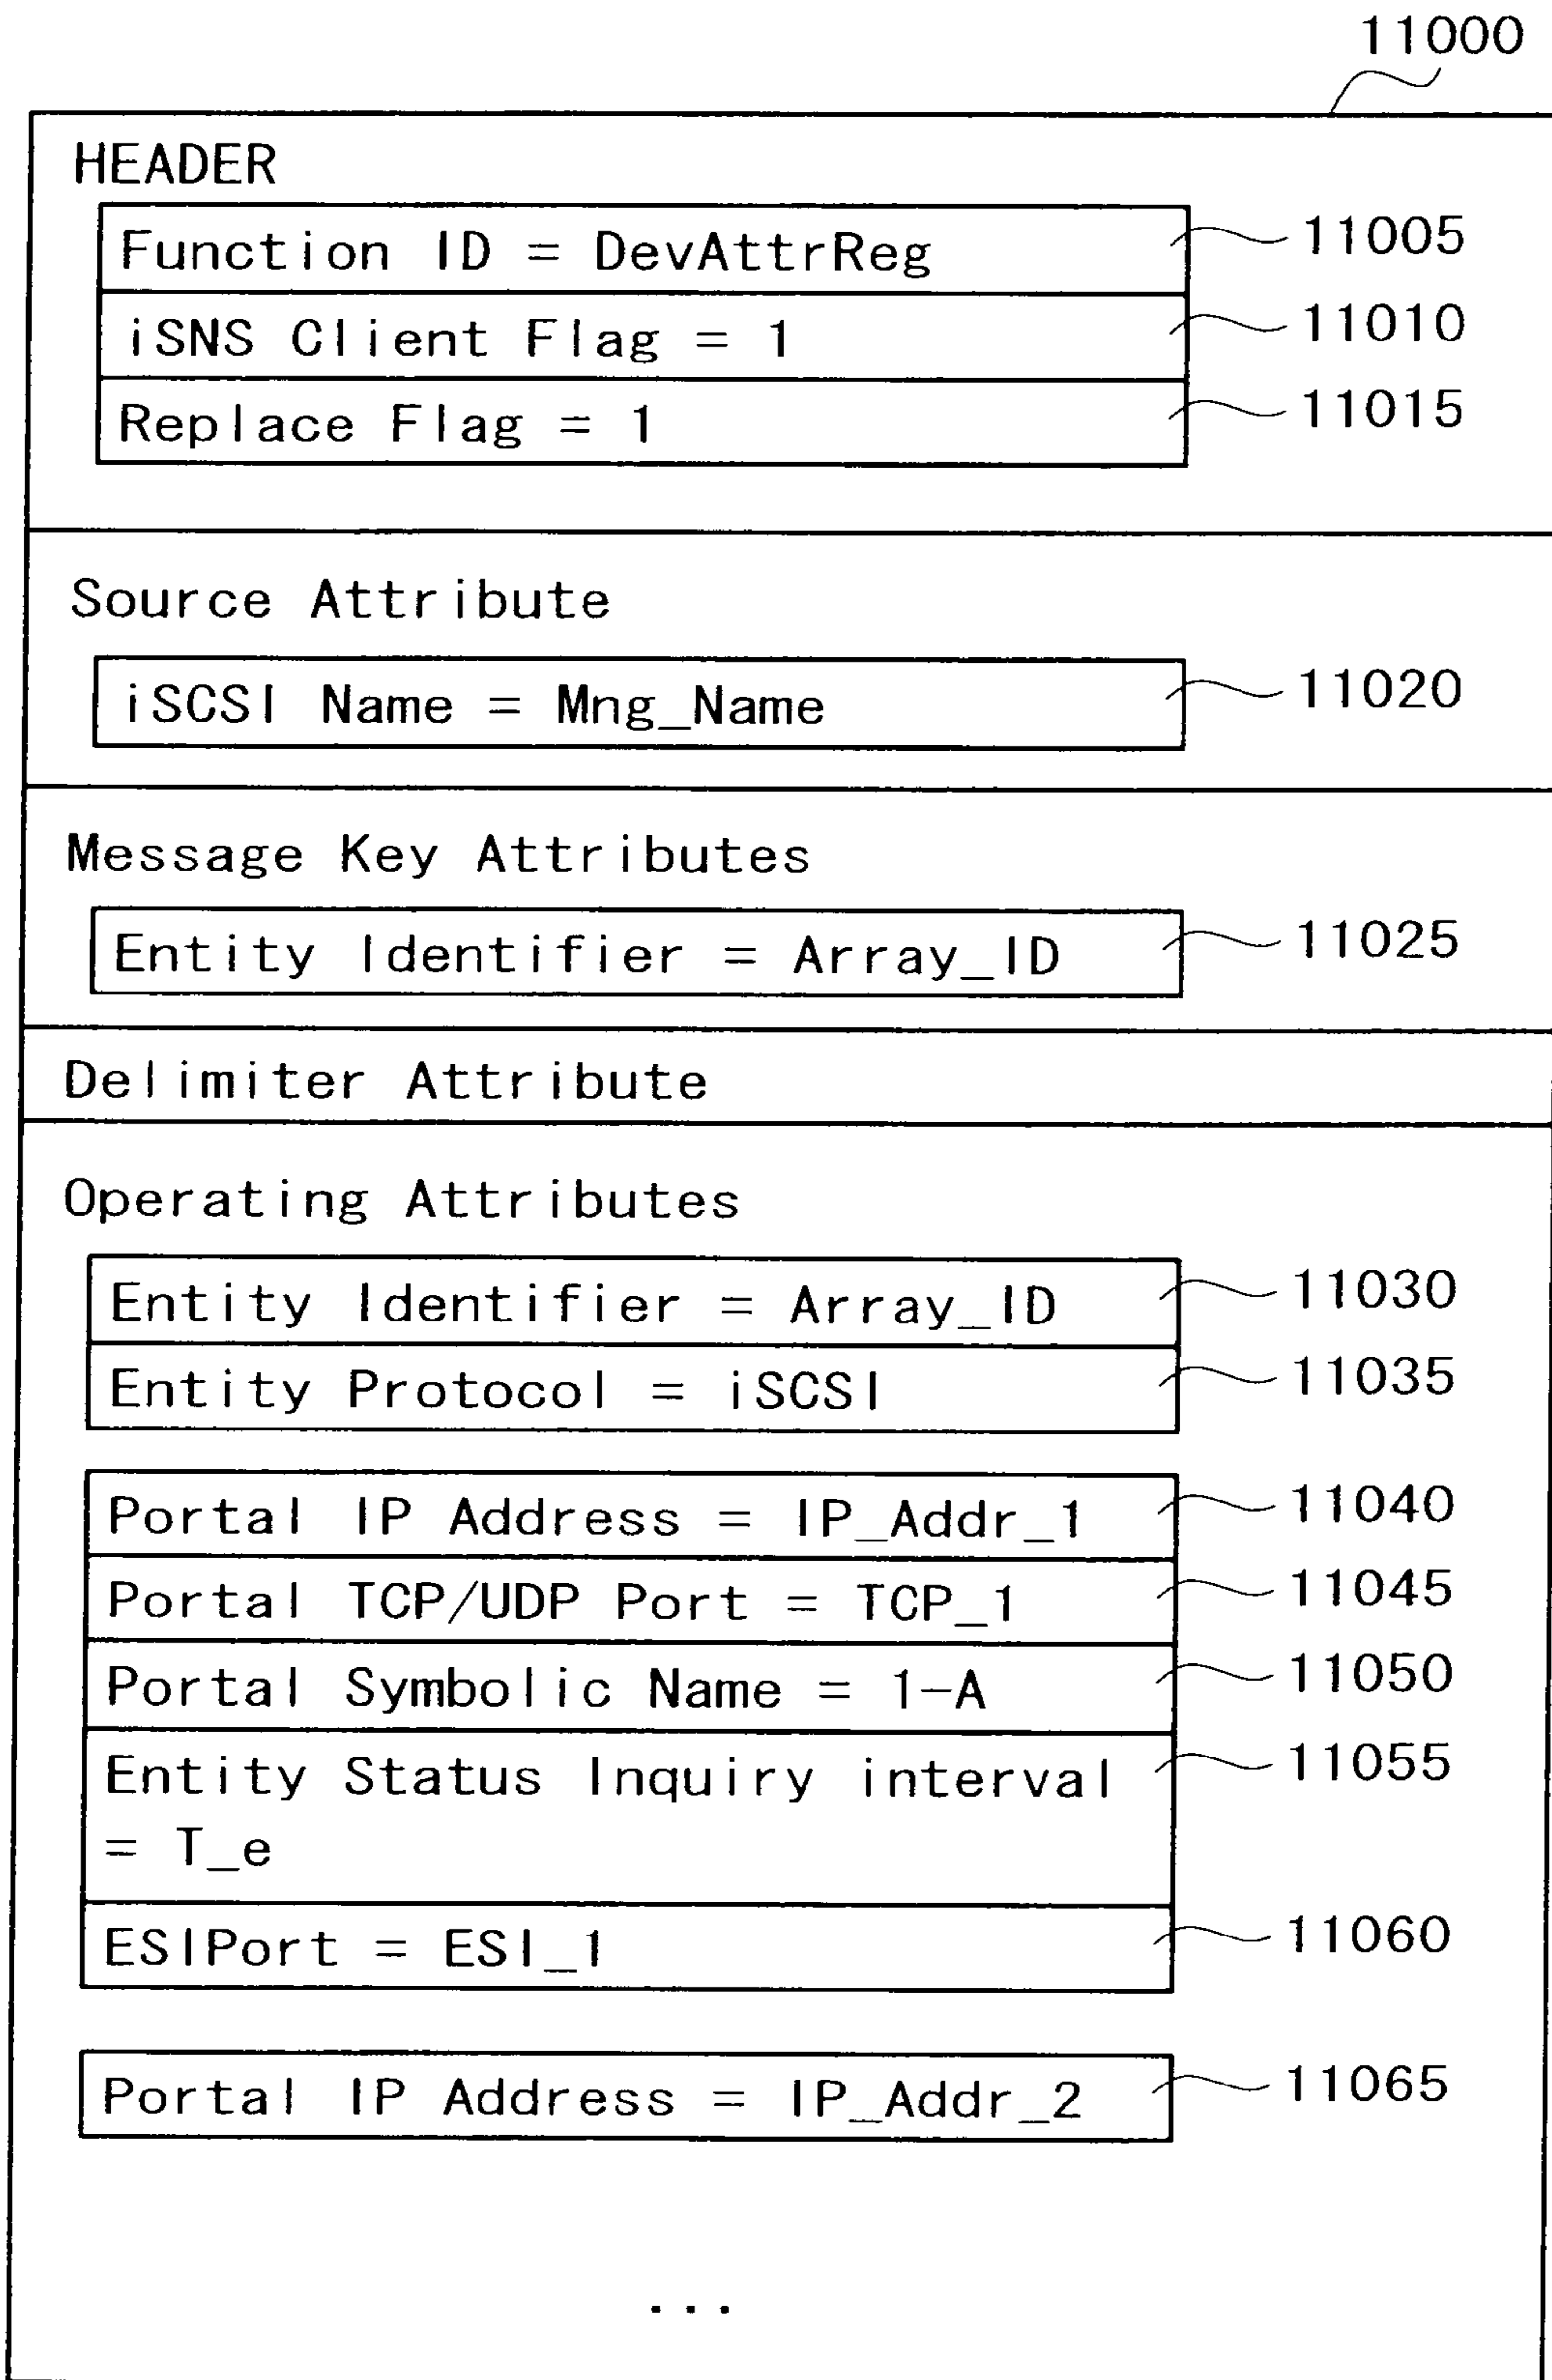 11000
HEADER
Function ID = DevAttrReg 11005
iSNS Client Flag = 1 11010
Replace Flag = 1 11015
Source Attribute
iSCSI Name = Mng_Name 11020
Message Key Attributes
Entity Identifier = Array_ID 11025
Delimiter Attribute
Operating Attributes
Entity Identifier = Array_ID 11030
Entity Protocol = iSCSI 11035
Portal IP Address = IP_Addr_1 11040
Portal TCP/UDP Port = TCP_1 11045
Portal Symbolic Name = 1-A 11050
Entity Status Inquiry interval 11055
= T_e
ESIPort = ESI_1 11060
Portal IP Address = IP_Addr_2 11065
...